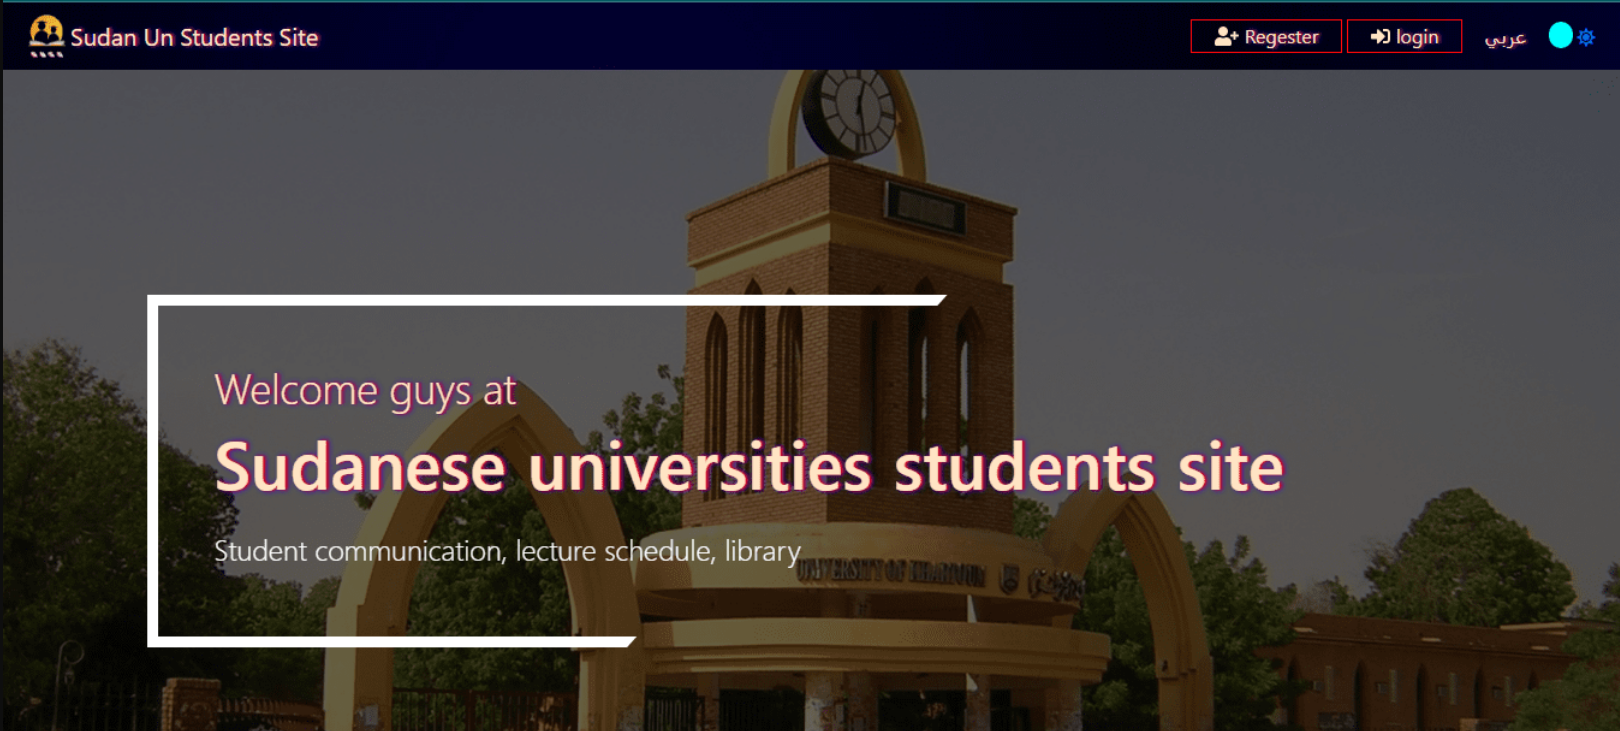 Sudan Un Students Site
Regester
login
عربي
Welcome guys at
Sudanese universities students site
Student communication, lecture schedule, library
UNIVERSITY OF KHARTOUM